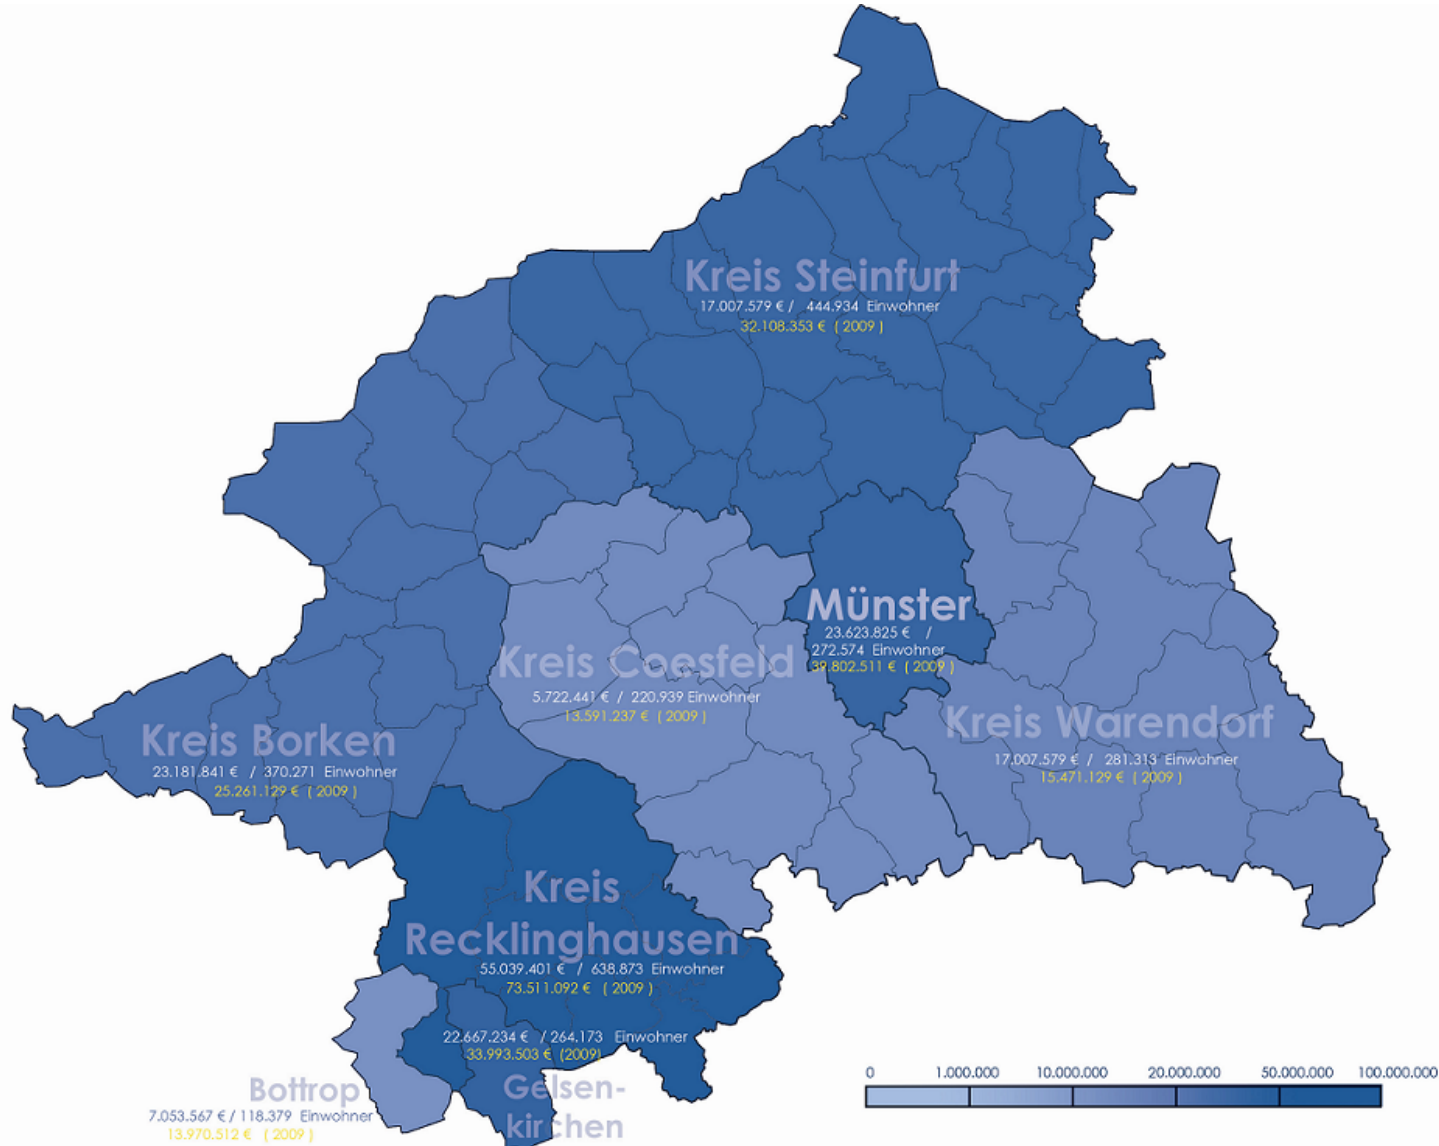 Kreis Steinfurt
17.007.579 € / 444.934 Einwohner
32.108.353 € ( 2009 )
Münster
23.623.825 € /
272.574 Einwohner
39.802.511 € ( 2009 )
Kreis Coesfeld
5.722.441 € / 220.939 Einwohner
13.591.237 € ( 2009 )
Kreis Warendorf
17.007.579 € / 281.313 Einwohner
15.471.129 € ( 2009 )
Kreis Borken
23.181.841 € / 370.271 Einwohner
25.261.129 € ( 2009 )
Kreis
Recklinghausen
55.039.401 € / 638.873 Einwohner
73.511.092 € ( 2009 )
22.667.234 € / 264.173 Einwohner
33.993.503 € (2009)
Gelsen-
kirchen
Bottrop
7.053.567 € / 118.379 Einwohner
13.970.512 € ( 2009 )
0 1.000.000 10.000.000 20.000.000 50.000.000 100.000.000